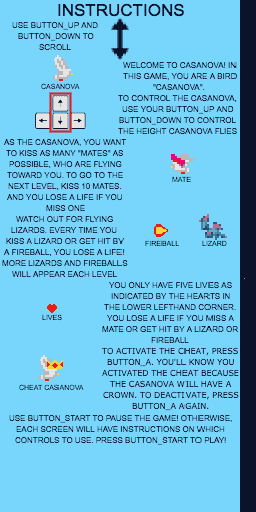 INSTRUCTIONS
USE BUTTON_UP AND
BUTTON_DOWN TO
SCROLL
CASANOVA
WELCOME TO CASANOVA! IN
THIS GAME, YOU ARE A BIRD
"CASANOVA".
TO CONTROL THE CASANOVA,
USE YOUR BUTTON_UP AND
BUTTON_DOWN TO CONTROL
THE HEIGHT CASANOVA FLIES
AS THE CASANOVA, YOU WANT
TO KISS AS MANY "MATES" AS
POSSIBLE, WHO ARE FLYING
TOWARD YOU. TO GO TO THE
NEXT LEVEL, KISS 10 MATES.
AND YOU LOSE A LIFE IF YOU
MISS ONE
MATE
WATCH OUT FOR FLYING
LIZARDS. EVERY TIME YOU
KISS A LIZARD OR GET HIT BY
A FIREBALL, YOU LOSE A LIFE!
MORE LIZARDS AND FIREBALLS
WILL APPEAR EACH LEVEL
FIREBALL
LIZARD
YOU ONLY HAVE FIVE LIVES AS
INDICATED BY THE HEARTS IN
THE LOWER LEFTHAND CORNER.
YOU LOSE A LIFE IF YOU MISS A
MATE OR GET HIT BY A LIZARD OR
FIREBALL
LIVES
TO ACTIVATE THE CHEAT, PRESS
BUTTON_A. YOU'LL KNOW YOU
ACTIVATED THE CHEAT BECAUSE
THE CASANOVA WILL HAVE A
CROWN. TO DEACTIVATE, PRESS
BUTTON_A AGAIN.
CHEAT CASANOVA
USE BUTTON_START TO PAUSE THE GAME! OTHERWISE,
EACH SCREEN WILL HAVE INSTRUCTIONS ON WHICH
CONTROLS TO USE. PRESS BUTTON_START TO PLAY!